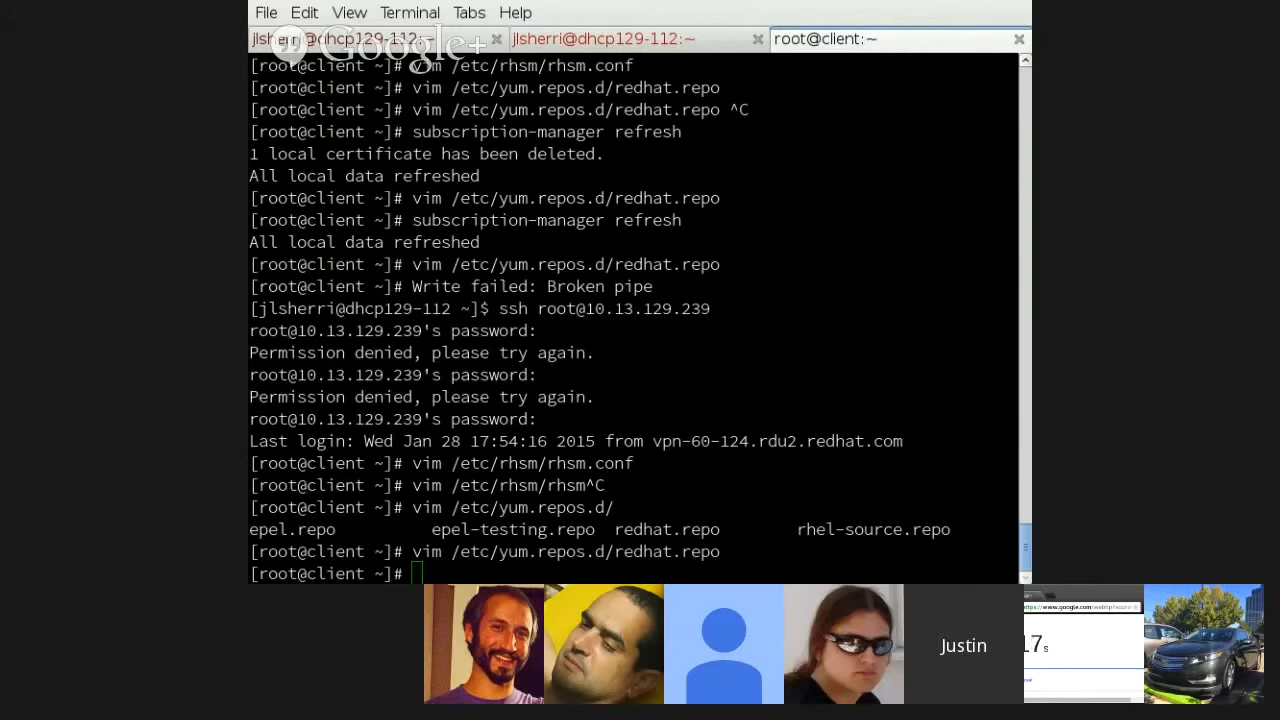 File Edit View Terminal Tabs Help
jlsherri@dhcp129-112:~ jlsherri@dhcp129-112:~ root@client:~
Google+
[root@client ~]# vim /etc/rhsm/rhsm.conf
[root@client ~]# vim /etc/yum.repos.d/redhat.repo
[root@client ~]# vim /etc/yum.repos.d/redhat.repo ^C
[root@client ~]# subscription-manager refresh
1 local certificate has been deleted.
All local data refreshed
[root@client ~]# vim /etc/yum.repos.d/redhat.repo
[root@client ~]# subscription-manager refresh
All local data refreshed
[root@client ~]# vim /etc/yum.repos.d/redhat.repo
[root@client ~]# Write failed: Broken pipe
[jlsherri@dhcp129-112 ~]$ ssh root@10.13.129.239
root@10.13.129.239's password:
Permission denied, please try again.
root@10.13.129.239's password:
Permission denied, please try again.
root@10.13.129.239's password:
Last login: Wed Jan 28 17:54:16 2015 from vpn-60-124.rdu2.redhat.com
[root@client ~]# vim /etc/rhsm/rhsm.conf
[root@client ~]# vim /etc/rhsm/rhsm^C
[root@client ~]# vim /etc/yum.repos.d/
epel.repo epel-testing.repo redhat.repo rhel-source.repo
[root@client ~]# vim /etc/yum.repos.d/redhat.repo
[root@client ~]#
Justin
17s